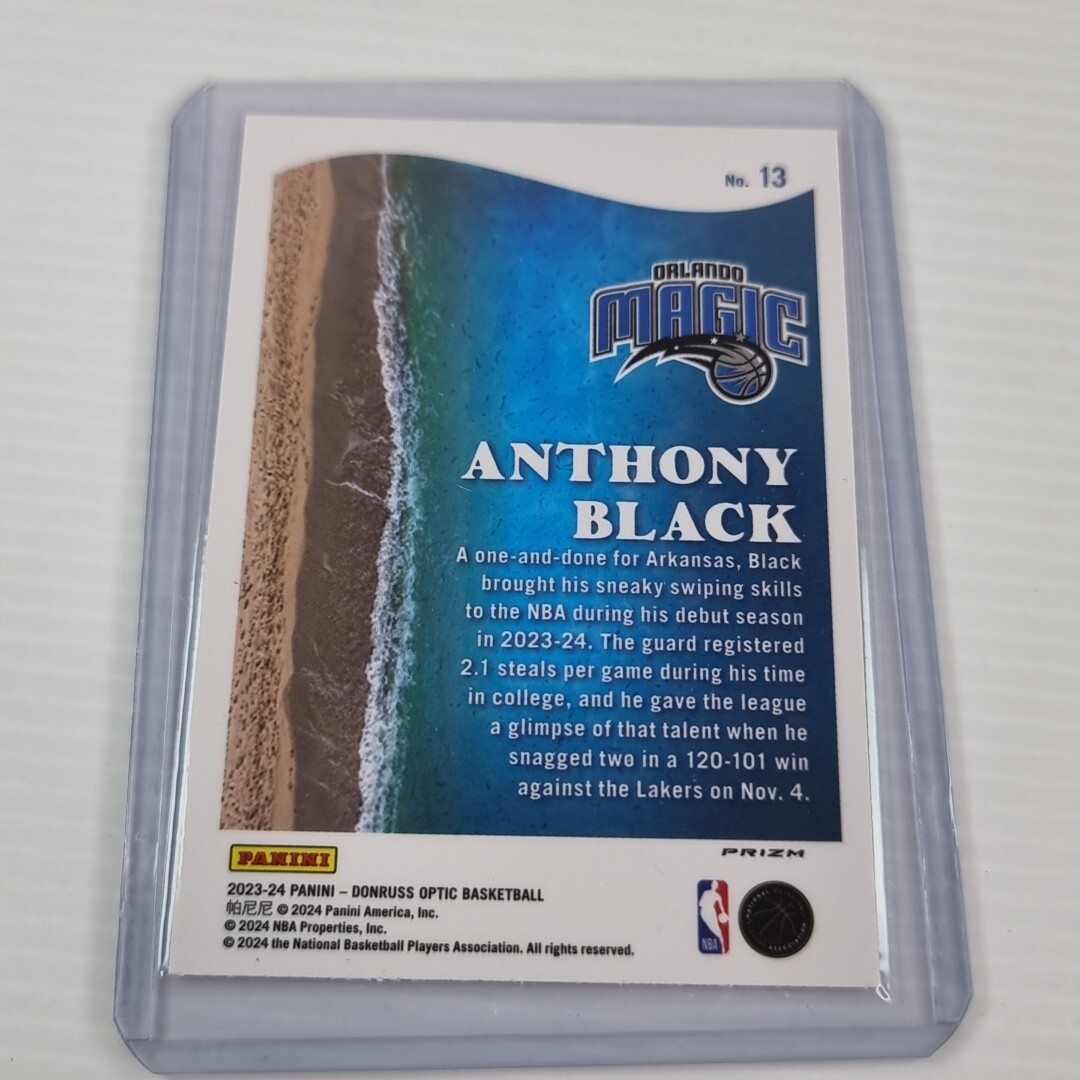 No. 13
ORLANDO
MAGIC
ANTHONY
BLACK
A one-and-done for Arkansas, Black
brought his sneaky swiping skills
to the NBA during his debut season
in 2023-24. The guard registered
2.1 steals per game during his time
in college, and he gave the league
a glimpse of that talent when he
snagged two in a 120-101 win
against the Lakers on Nov. 4.
PRIZM
PANINI
2023-24 PANINI – DONRUSS OPTIC BASKETBALL
帕尼尼 © 2024 Panini America, Inc.
© 2024 NBA Properties, Inc.
© 2024 the National Basketball Players Association. All rights reserved.
NBA